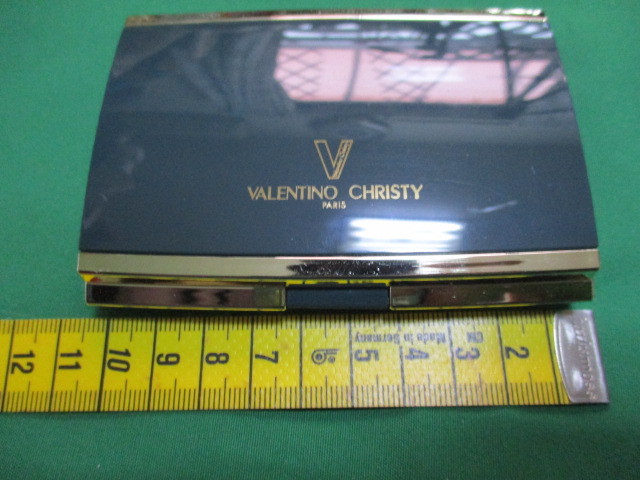 V
VALENTINO CHRISTY
PARIS
12 11 10 9 8 7 6 5 4 3 2
Made in Germany